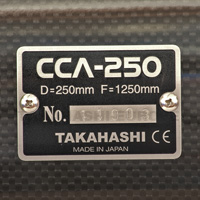 CCA-250
D=250mm F=1250mm
No.
TAKAHASHI CE
MADE IN JAPAN